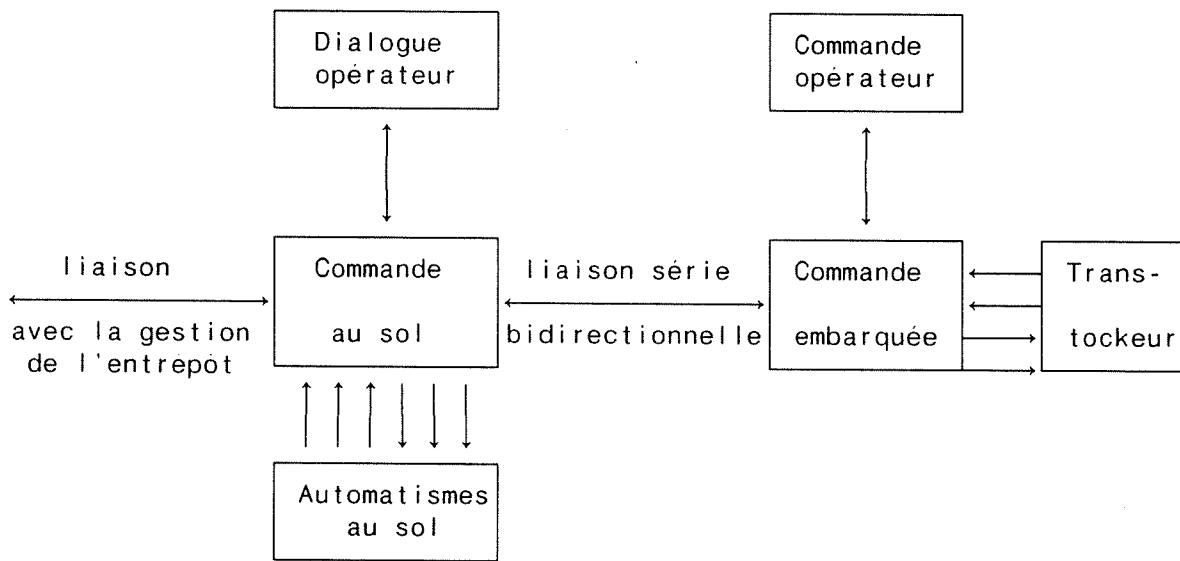 Dialogue
opérateur
Commande
opérateur
liaison
avec la gestion
de l'entrepôt
Commande
au sol
liaison série
bidirectionnelle
Commande
embarquée
Trans-
tockeur
Automatismes
au sol